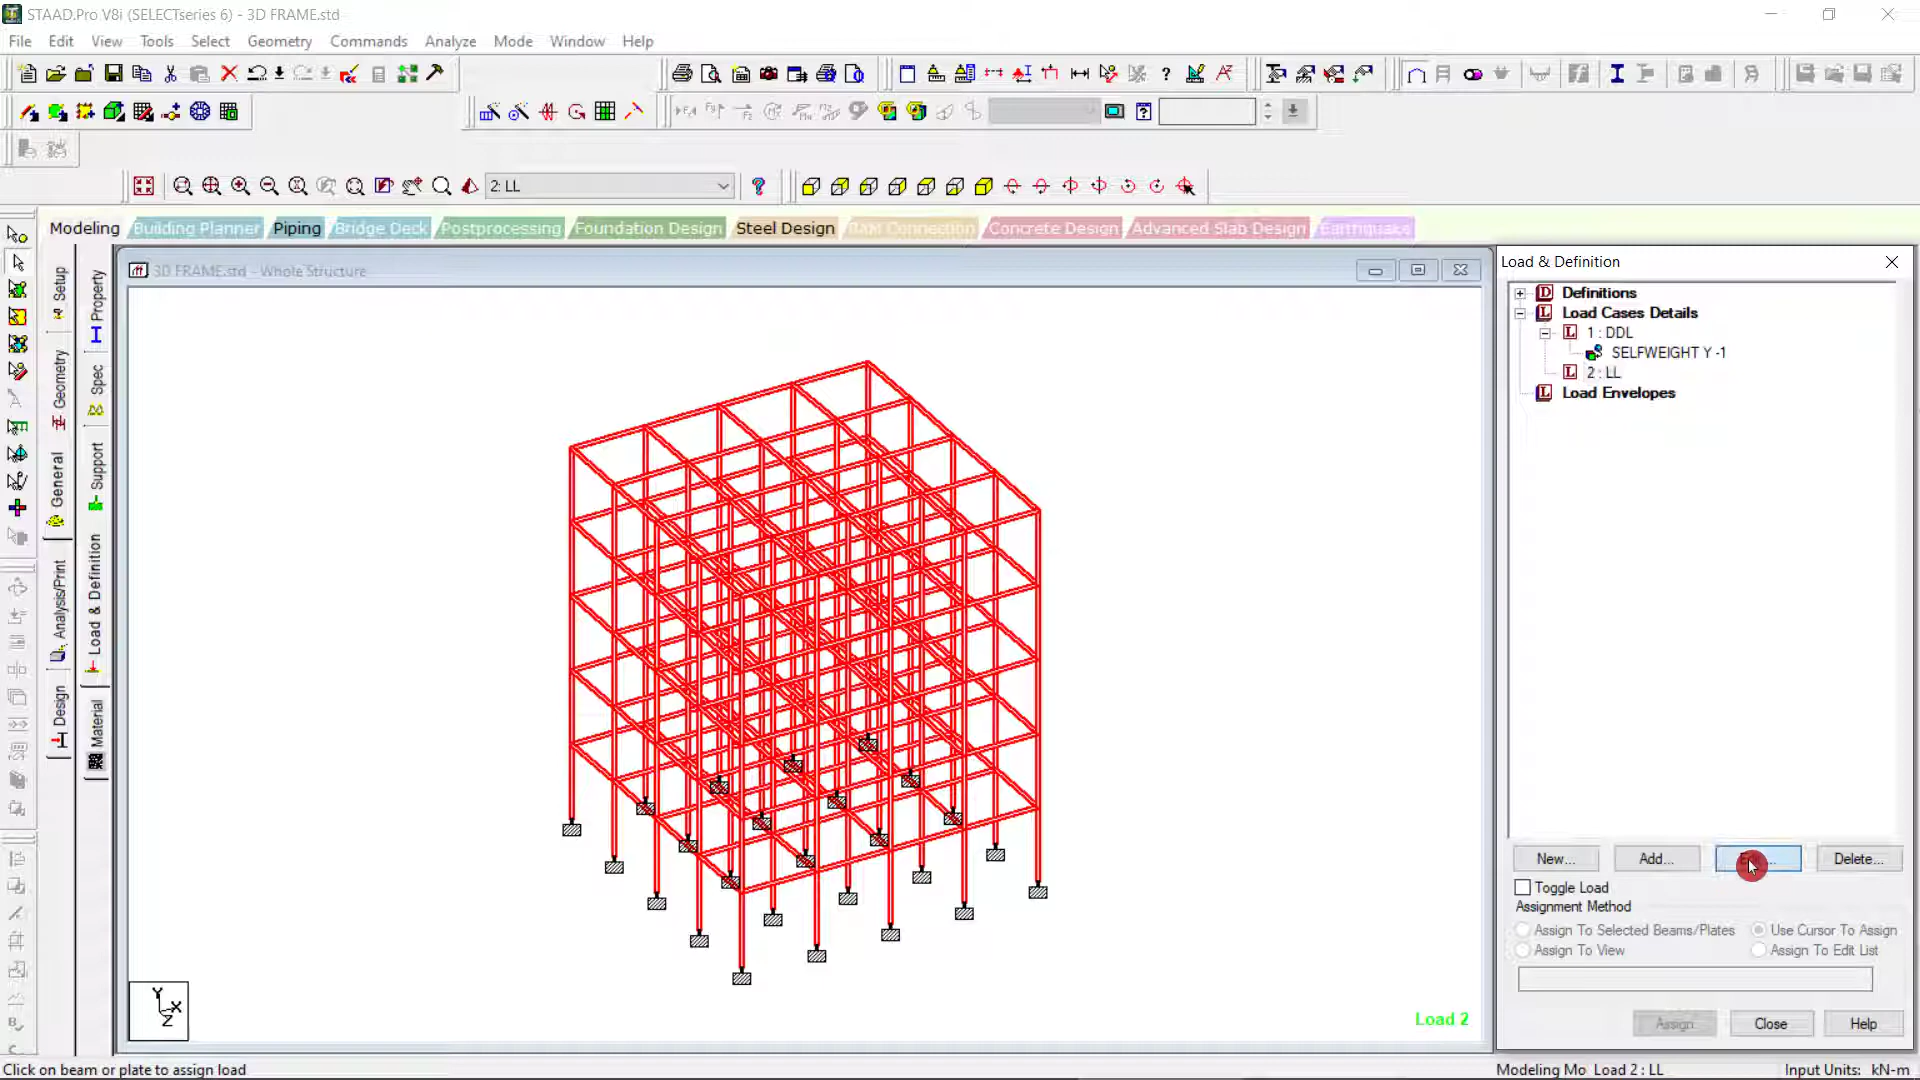 STAAD.Pro V8i (SELECTseries 6) - 3D FRAME.std
File Edit View Tools Select Geometry Commands Analyze Mode Window Help
2: LL
Modeling Building Planner Piping Bridge Deck Postprocessing Foundation Design Steel Design RAM Connection Concrete Design Advanced Slab Design Earthquake
Setup
Geometry
General
Analysis/Print
Design
Property
Spec
Support
Load & Definition
Material
3D FRAME.std - Whole Structure
Y
X
Z
Load 2
Load & Definition
Definitions
Load Cases Details
1 : DDL
SELFWEIGHT Y -1
2 : LL
Load Envelopes
New... Add... Delete...
Toggle Load
Assignment Method
Assign To Selected Beams/Plates Use Cursor To Assign
Assign To View Assign To Edit List
Assign Close Help
Click on beam or plate to assign load
Modeling Mo Load 2 : LL Input Units: kN-m